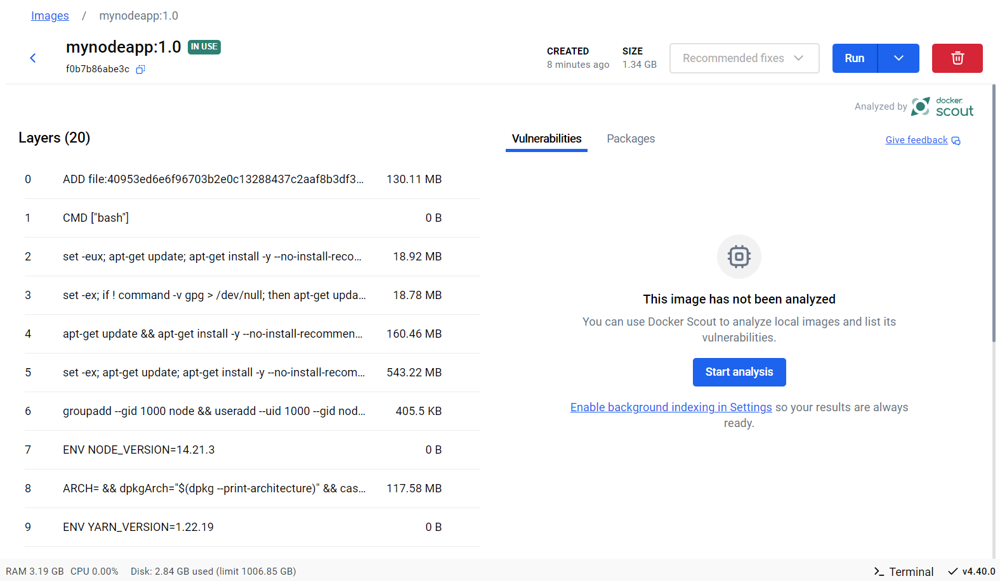 Images / mynodeapp:1.0
mynodeapp:1.0 IN USE
f0b7b86abe3c
CREATED
8 minutes ago
SIZE
1.34 GB
Recommended fixes
Run
Analyzed by docker scout
Layers (20)
Vulnerabilities Packages
Give feedback
0 ADD file:40953ed6e6f96703b2e0c13288437c2aaf8b3df3... 130.11 MB
1 CMD ["bash"] 0 B
2 set -eux; apt-get update; apt-get install -y --no-install-reco... 18.92 MB
3 set -ex; if ! command -v gpg > /dev/null; then apt-get upda... 18.78 MB
4 apt-get update && apt-get install -y --no-install-recommen... 160.46 MB
5 set -ex; apt-get update; apt-get install -y --no-install-recom... 543.22 MB
6 groupadd --gid 1000 node && useradd --uid 1000 --gid nod... 405.5 KB
7 ENV NODE_VERSION=14.21.3 0 B
8 ARCH= && dpkgArch="$(dpkg --print-architecture)" && cas... 117.58 MB
9 ENV YARN_VERSION=1.22.19 0 B
This image has not been analyzed
You can use Docker Scout to analyze local images and list its
vulnerabilities.
Start analysis
Enable background indexing in Settings so your results are always
ready.
RAM 3.19 GB CPU 0.00% Disk: 2.84 GB used (limit 1006.85 GB)
Terminal v4.40.0